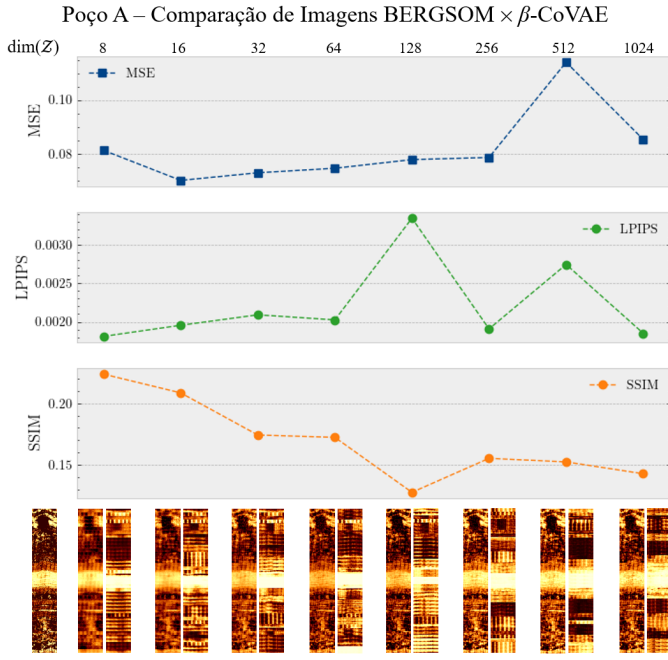 Poço A – Comparação de Imagens BERGSOM × β-CoVAE
dim(𝒵) 8 16 32 64 128 256 512 1024
MSE
MSE
0.10
0.08
LPIPS
LPIPS
0.0030
0.0025
0.0020
SSIM
SSIM
0.20
0.15